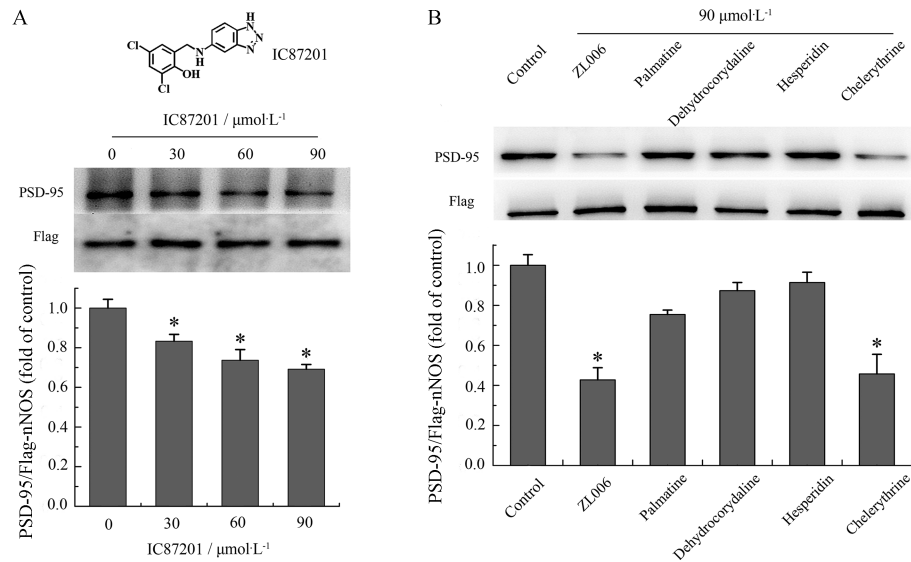 A
Cl
Cl
OH
N
H
H
N
N
N
IC87201
IC87201 / μmol·L-1
0 30 60 90
PSD-95
Flag
PSD-95/Flag-nNOS (fold of control)
1.0
0.8
0.6
0.4
0.2
0.0
* * *
0 30 60 90
IC87201 / μmol·L-1
B
90 μmol·L-1
Control ZL006 Palmatine Dehydrocorydaline Hesperidin Chelerythrine
PSD-95
Flag
PSD-95/Flag-nNOS (fold of control)
1.0
0.8
0.6
0.4
0.2
0.0
* *
Control ZL006 Palmatine Dehydrocorydaline Hesperidin Chelerythrine